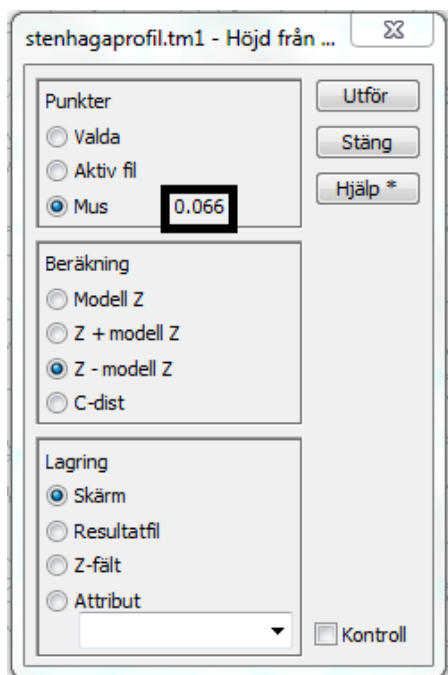 stenhagaprofil.tm1 - Höjd från ...
Punkter
Valda
Aktiv fil
Mus 0.066
Utför
Stäng
Hjälp *
Beräkning
Modell Z
Z + modell Z
Z - modell Z
C-dist
Lagring
Skärm
Resultatfil
Z-fält
Attribut
Kontroll